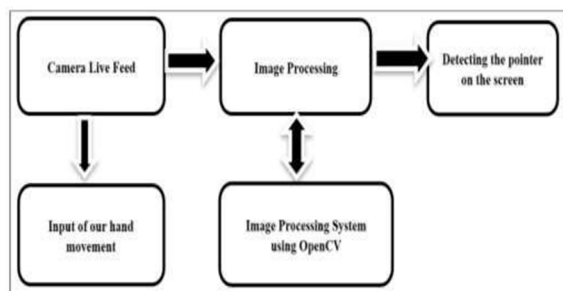 Camera Live Feed
Image Processing
Detecting the pointer
on the screen
Input of our hand
movement
Image Processing System
using OpenCV